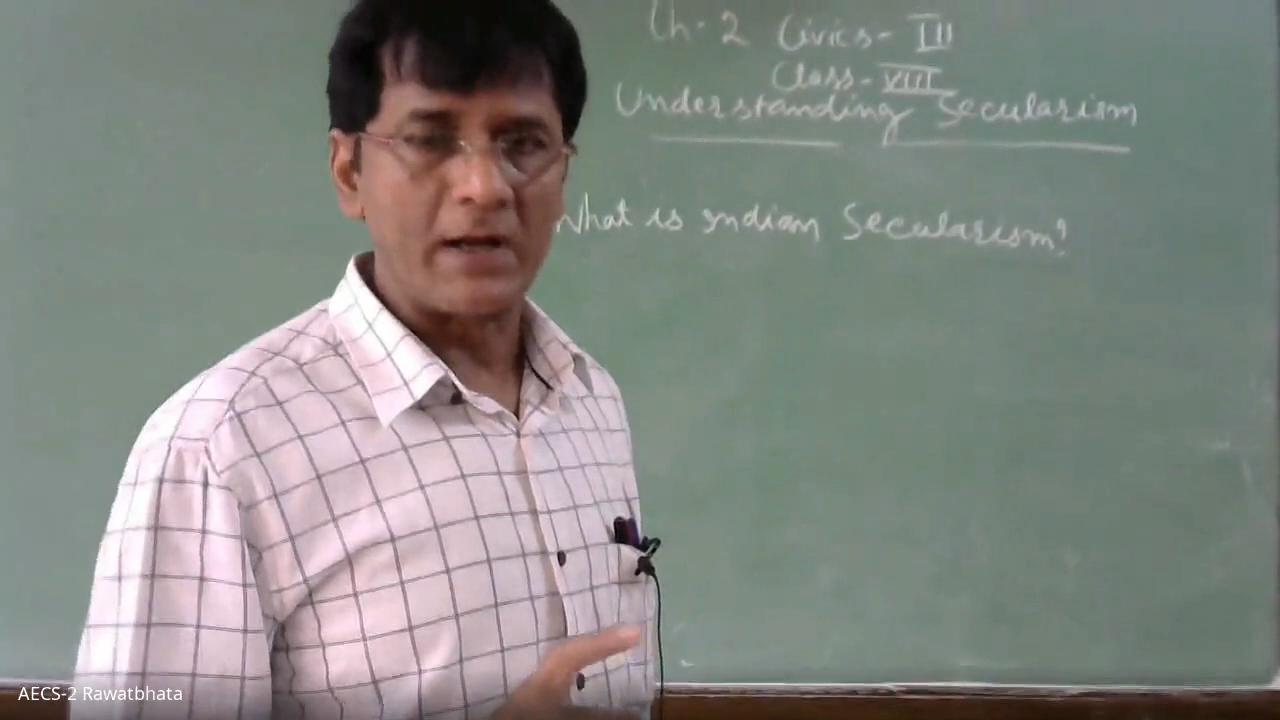 Ch-2 Civics- III
Class- VIII
Understanding Secularism
What is Indian Secularism?
AECS-2 Rawatbhata